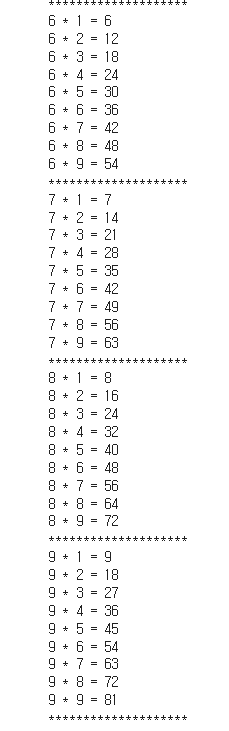 ********************
6 * 1 = 6
6 * 2 = 12
6 * 3 = 18
6 * 4 = 24
6 * 5 = 30
6 * 6 = 36
6 * 7 = 42
6 * 8 = 48
6 * 9 = 54
********************
7 * 1 = 7
7 * 2 = 14
7 * 3 = 21
7 * 4 = 28
7 * 5 = 35
7 * 6 = 42
7 * 7 = 49
7 * 8 = 56
7 * 9 = 63
********************
8 * 1 = 8
8 * 2 = 16
8 * 3 = 24
8 * 4 = 32
8 * 5 = 40
8 * 6 = 48
8 * 7 = 56
8 * 8 = 64
8 * 9 = 72
********************
9 * 1 = 9
9 * 2 = 18
9 * 3 = 27
9 * 4 = 36
9 * 5 = 45
9 * 6 = 54
9 * 7 = 63
9 * 8 = 72
9 * 9 = 81
********************